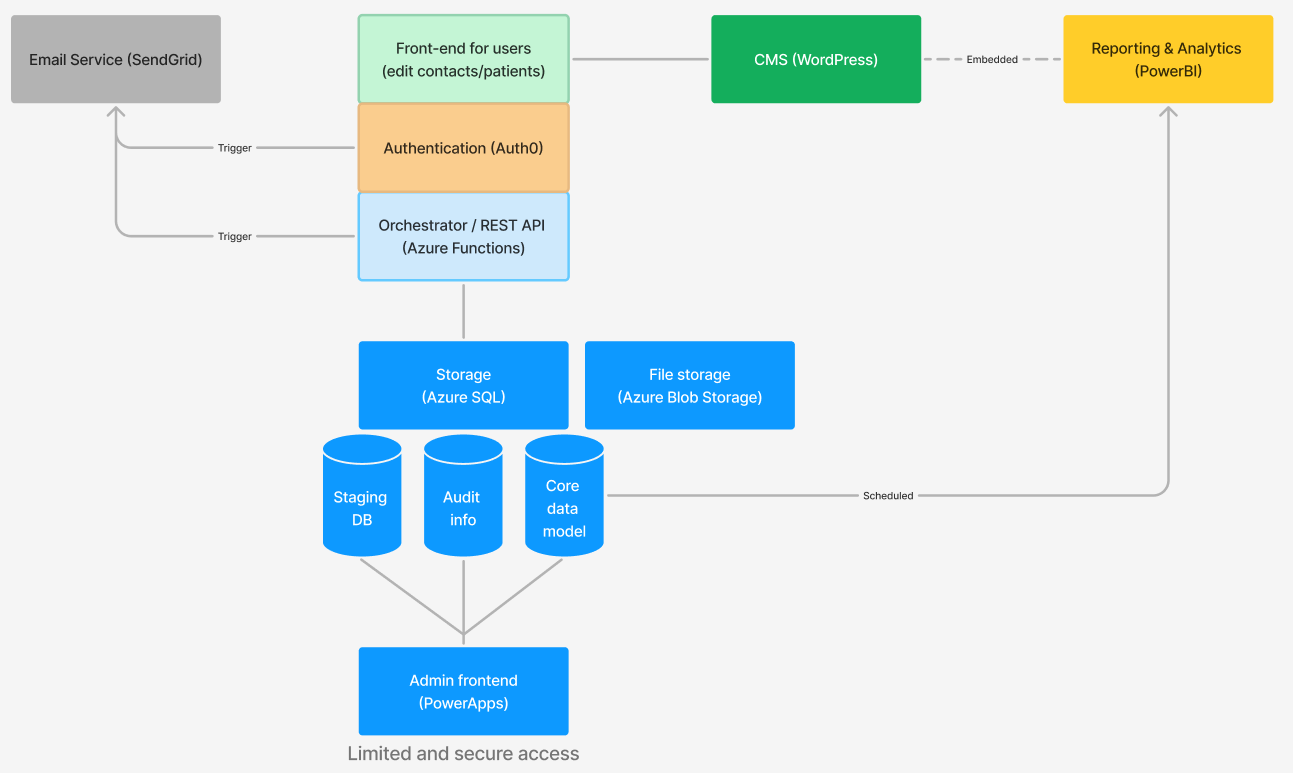 Email Service (SendGrid)
Front-end for users
(edit contacts/patients)
CMS (WordPress)
Embedded
Reporting & Analytics
(PowerBI)
Trigger
Authentication (Auth0)
Trigger
Orchestrator / REST API
(Azure Functions)
Storage
(Azure SQL)
File storage
(Azure Blob Storage)
Staging
DB
Audit
info
Core
data
model
Scheduled
Admin frontend
(PowerApps)
Limited and secure access